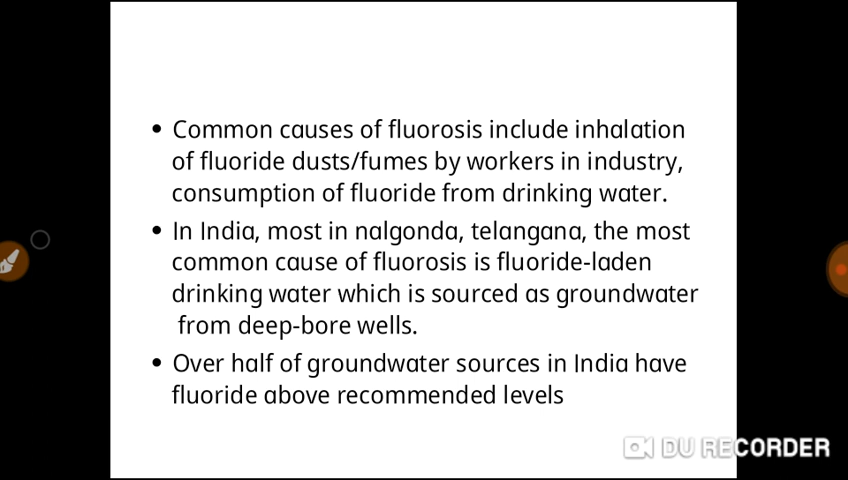 • Common causes of fluorosis include inhalation
of fluoride dusts/fumes by workers in industry,
consumption of fluoride from drinking water.
• In India, most in nalgonda, telangana, the most
common cause of fluorosis is fluoride-laden
drinking water which is sourced as groundwater
from deep-bore wells.
• Over half of groundwater sources in India have
fluoride above recommended levels
DU RECORDER